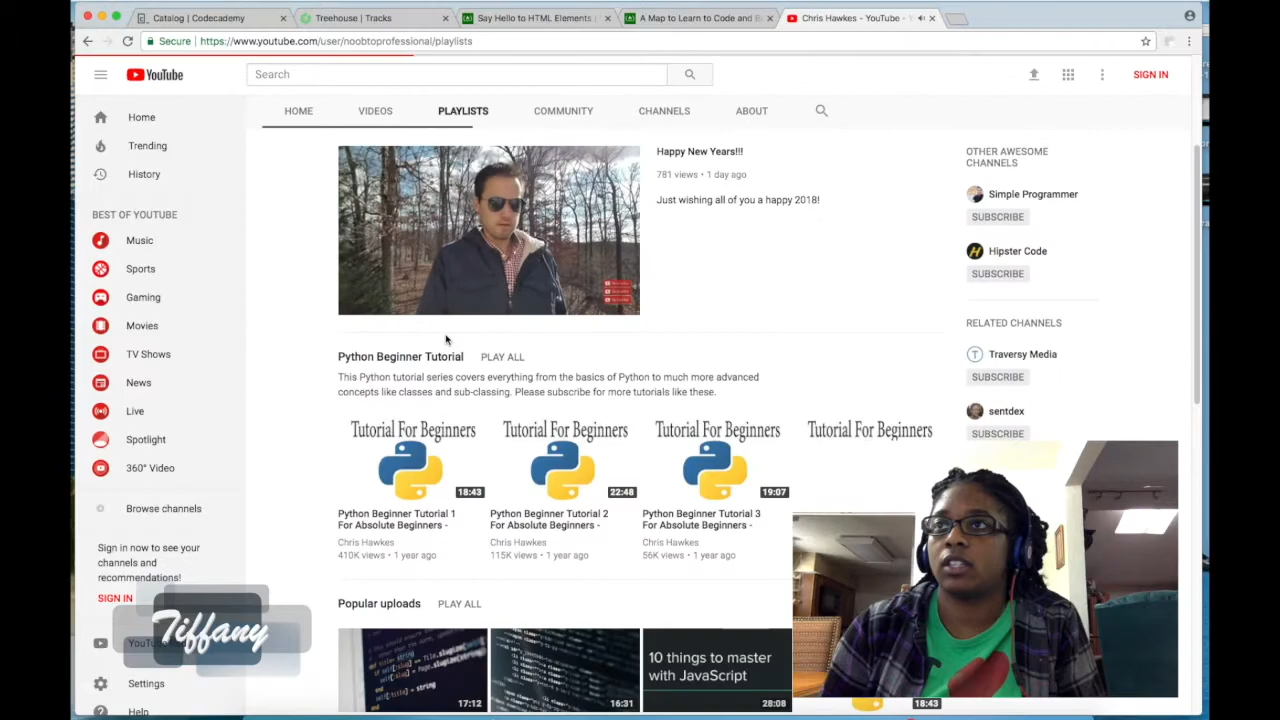 Catalog | Codecademy
Treehouse | Tracks
Say Hello to HTML Elements |
A Map to Learn to Code and B
Chris Hawkes - YouTube - Y
Secure
https://www.youtube.com/user/noobtoprofessional/playlists
YouTube
Search
SIGN IN
HOME
VIDEOS
PLAYLISTS
COMMUNITY
CHANNELS
ABOUT
Home
Trending
History
BEST OF YOUTUBE
Music
Sports
Gaming
Movies
TV Shows
News
Live
Spotlight
360° Video
Browse channels
Sign in now to see your
channels and
recommendations!
SIGN IN
Tiffany
Settings
Help
Happy New Years!!!
781 views • 1 day ago
Just wishing all of you a happy 2018!
Python Beginner Tutorial PLAY ALL
This Python tutorial series covers everything from the basics of Python to much more advanced
concepts like classes and sub-classing. Please subscribe for more tutorials like these.
Tutorial For Beginners
18:43
Python Beginner Tutorial 1
For Absolute Beginners -
Chris Hawkes
410K views • 1 year ago
Tutorial For Beginners
22:48
Python Beginner Tutorial 2
For Absolute Beginners -
Chris Hawkes
115K views • 1 year ago
Tutorial For Beginners
19:07
Python Beginner Tutorial 3
For Absolute Beginners -
Chris Hawkes
56K views • 1 year ago
Tutorial For Beginners
Popular uploads PLAY ALL
17:12
16:31
10 things to master
with JavaScript
28:08
18:43
OTHER AWESOME
CHANNELS
Simple Programmer
SUBSCRIBE
Hipster Code
SUBSCRIBE
RELATED CHANNELS
Traversy Media
SUBSCRIBE
sentdex
SUBSCRIBE